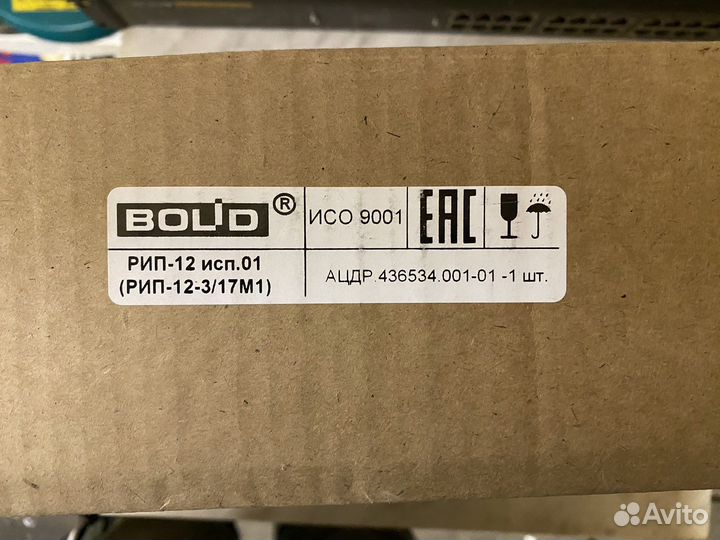 BOLID ®
ИСО 9001
EAC
РИП-12 исп.01
(РИП-12-3/17М1)
АЦДР.436534.001-01 -1 шт.
Avito